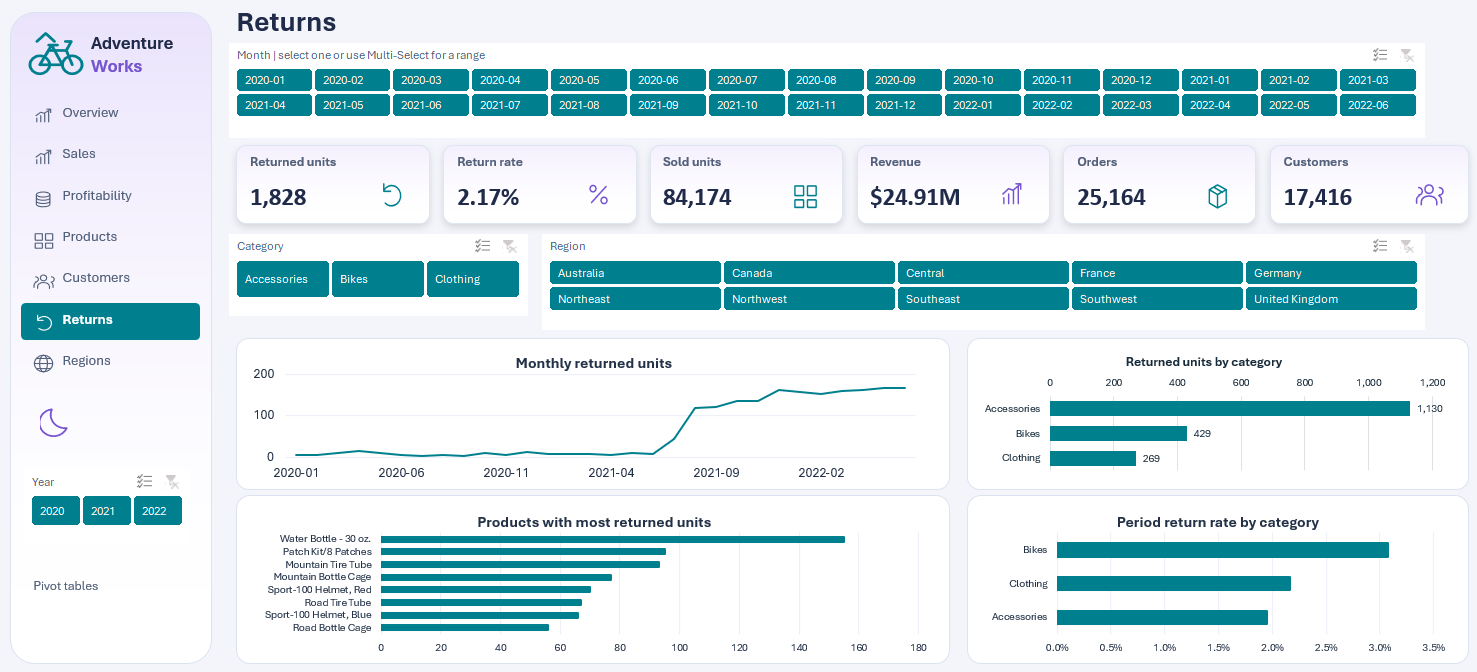 Adventure
Works
Overview
Sales
Profitability
Products
Customers
Returns
Regions
Year
2020 2021 2022
Pivot tables
Returns
Month | select one or use Multi-Select for a range
2020-01 2020-02 2020-03 2020-04 2020-05 2020-06 2020-07 2020-08 2020-09 2020-10 2020-11 2020-12 2021-01 2021-02 2021-03
2021-04 2021-05 2021-06 2021-07 2021-08 2021-09 2021-10 2021-11 2021-12 2022-01 2022-02 2022-03 2022-04 2022-05 2022-06
Returned units Return rate Sold units Revenue Orders Customers
1,828 2.17% % 84,174 $24.91M 25,164 17,416
Category
Accessories Bikes Clothing
Region
Australia Canada Central France Germany
Northeast Northwest Southeast Southwest United Kingdom
Monthly returned units
200
100
0
2020-01 2020-06 2020-11 2021-04 2021-09 2022-02
Returned units by category
0 200 400 600 800 1,000 1,200
Accessories 1,130
Bikes 429
Clothing 269
Products with most returned units
Water Bottle - 30 oz.
Patch Kit/8 Patches
Mountain Tire Tube
Mountain Bottle Cage
Sport-100 Helmet, Red
Road Tire Tube
Sport-100 Helmet, Blue
Road Bottle Cage
0 20 40 60 80 100 120 140 160 180
Period return rate by category
Bikes
Clothing
Accessories
0.0% 0.5% 1.0% 1.5% 2.0% 2.5% 3.0% 3.5%